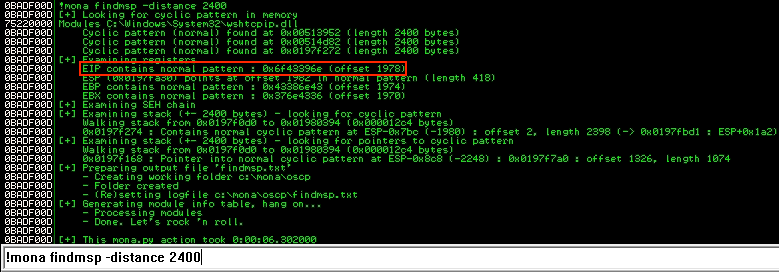 0BADF00D !mona findmsp -distance 2400
0BADF00D [+] Looking for cyclic pattern in memory
75220000 Modules C:\Windows\System32\wshtcpip.dll
0BADF00D Cyclic pattern (normal) found at 0x00513952 (length 2400 bytes)
0BADF00D Cyclic pattern (normal) found at 0x00514d82 (length 2400 bytes)
0BADF00D Cyclic pattern (normal) found at 0x0197f272 (length 2400 bytes)
0BADF00D [+] Examining registers
0BADF00D EIP contains normal pattern : 0x6f43396e (offset 1978)
0BADF00D ESP (0x0197fa30) points at offset 1982 in normal pattern (length 418)
0BADF00D EBP contains normal pattern : 0x43386e43 (offset 1974)
0BADF00D EBX contains normal pattern : 0x376e4336 (offset 1970)
0BADF00D [+] Examining SEH chain
0BADF00D [+] Examining stack (+- 2400 bytes) - looking for cyclic pattern
0BADF00D Walking stack from 0x0197f0d0 to 0x01980394 (0x000012c4 bytes)
0BADF00D 0x0197f274 : Contains normal cyclic pattern at ESP-0x7bc (-1980) : offset 2, length 2398 (-> 0x0197fbd1 : ESP+0x1a2)
0BADF00D [+] Examining stack (+- 2400 bytes) - looking for pointers to cyclic pattern
0BADF00D Walking stack from 0x0197f0d0 to 0x01980394 (0x000012c4 bytes)
0BADF00D 0x0197f168 : Pointer into normal cyclic pattern at ESP-0x8c8 (-2248) : 0x0197f7a0 : offset 1326, length 1074
0BADF00D [+] Preparing output file 'findmsp.txt'
0BADF00D - Creating working folder c:\mona\oscp
0BADF00D - Folder created
0BADF00D - (Re)setting logfile c:\mona\oscp\findmsp.txt
0BADF00D [+] Generating module info table, hang on...
0BADF00D - Processing modules
0BADF00D - Done. Let's rock 'n roll.
0BADF00D
0BADF00D [+] This mona.py action took 0:00:06.302000
!mona findmsp -distance 2400